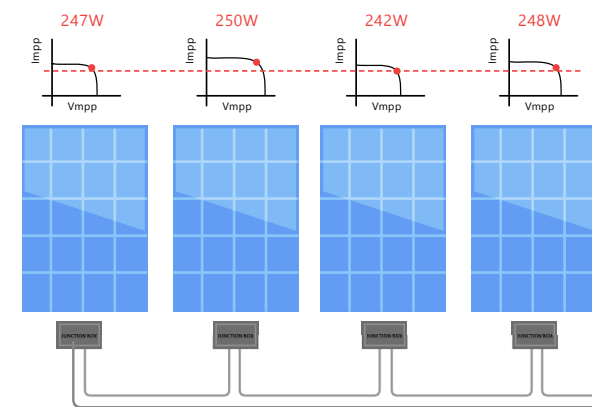 247W
250W
242W
248W
Impp
Impp
Impp
Impp
Vmpp
Vmpp
Vmpp
Vmpp
JUNCTION BOX
JUNCTION BOX
JUNCTION BOX
JUNCTION BOX